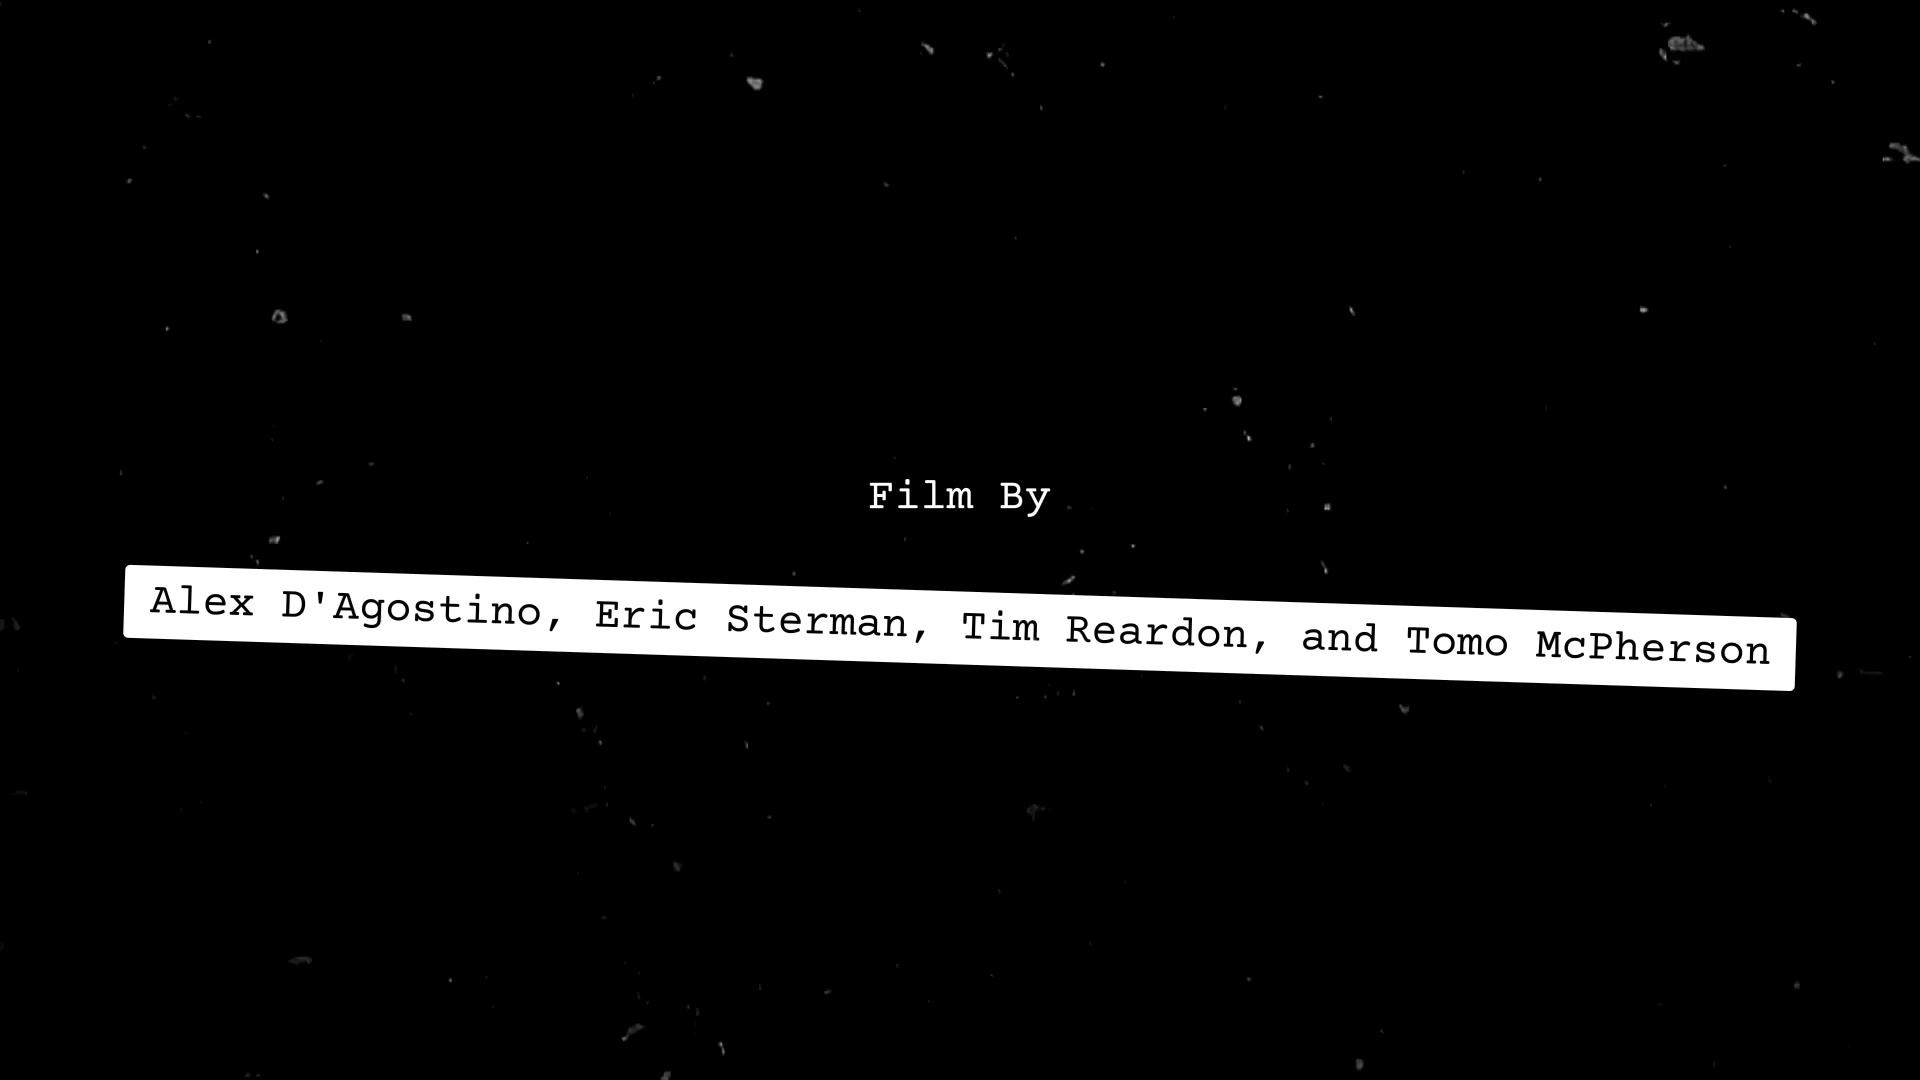 Film By
Alex D'Agostino, Eric Sterman, Tim Reardon, and Tomo McPherson